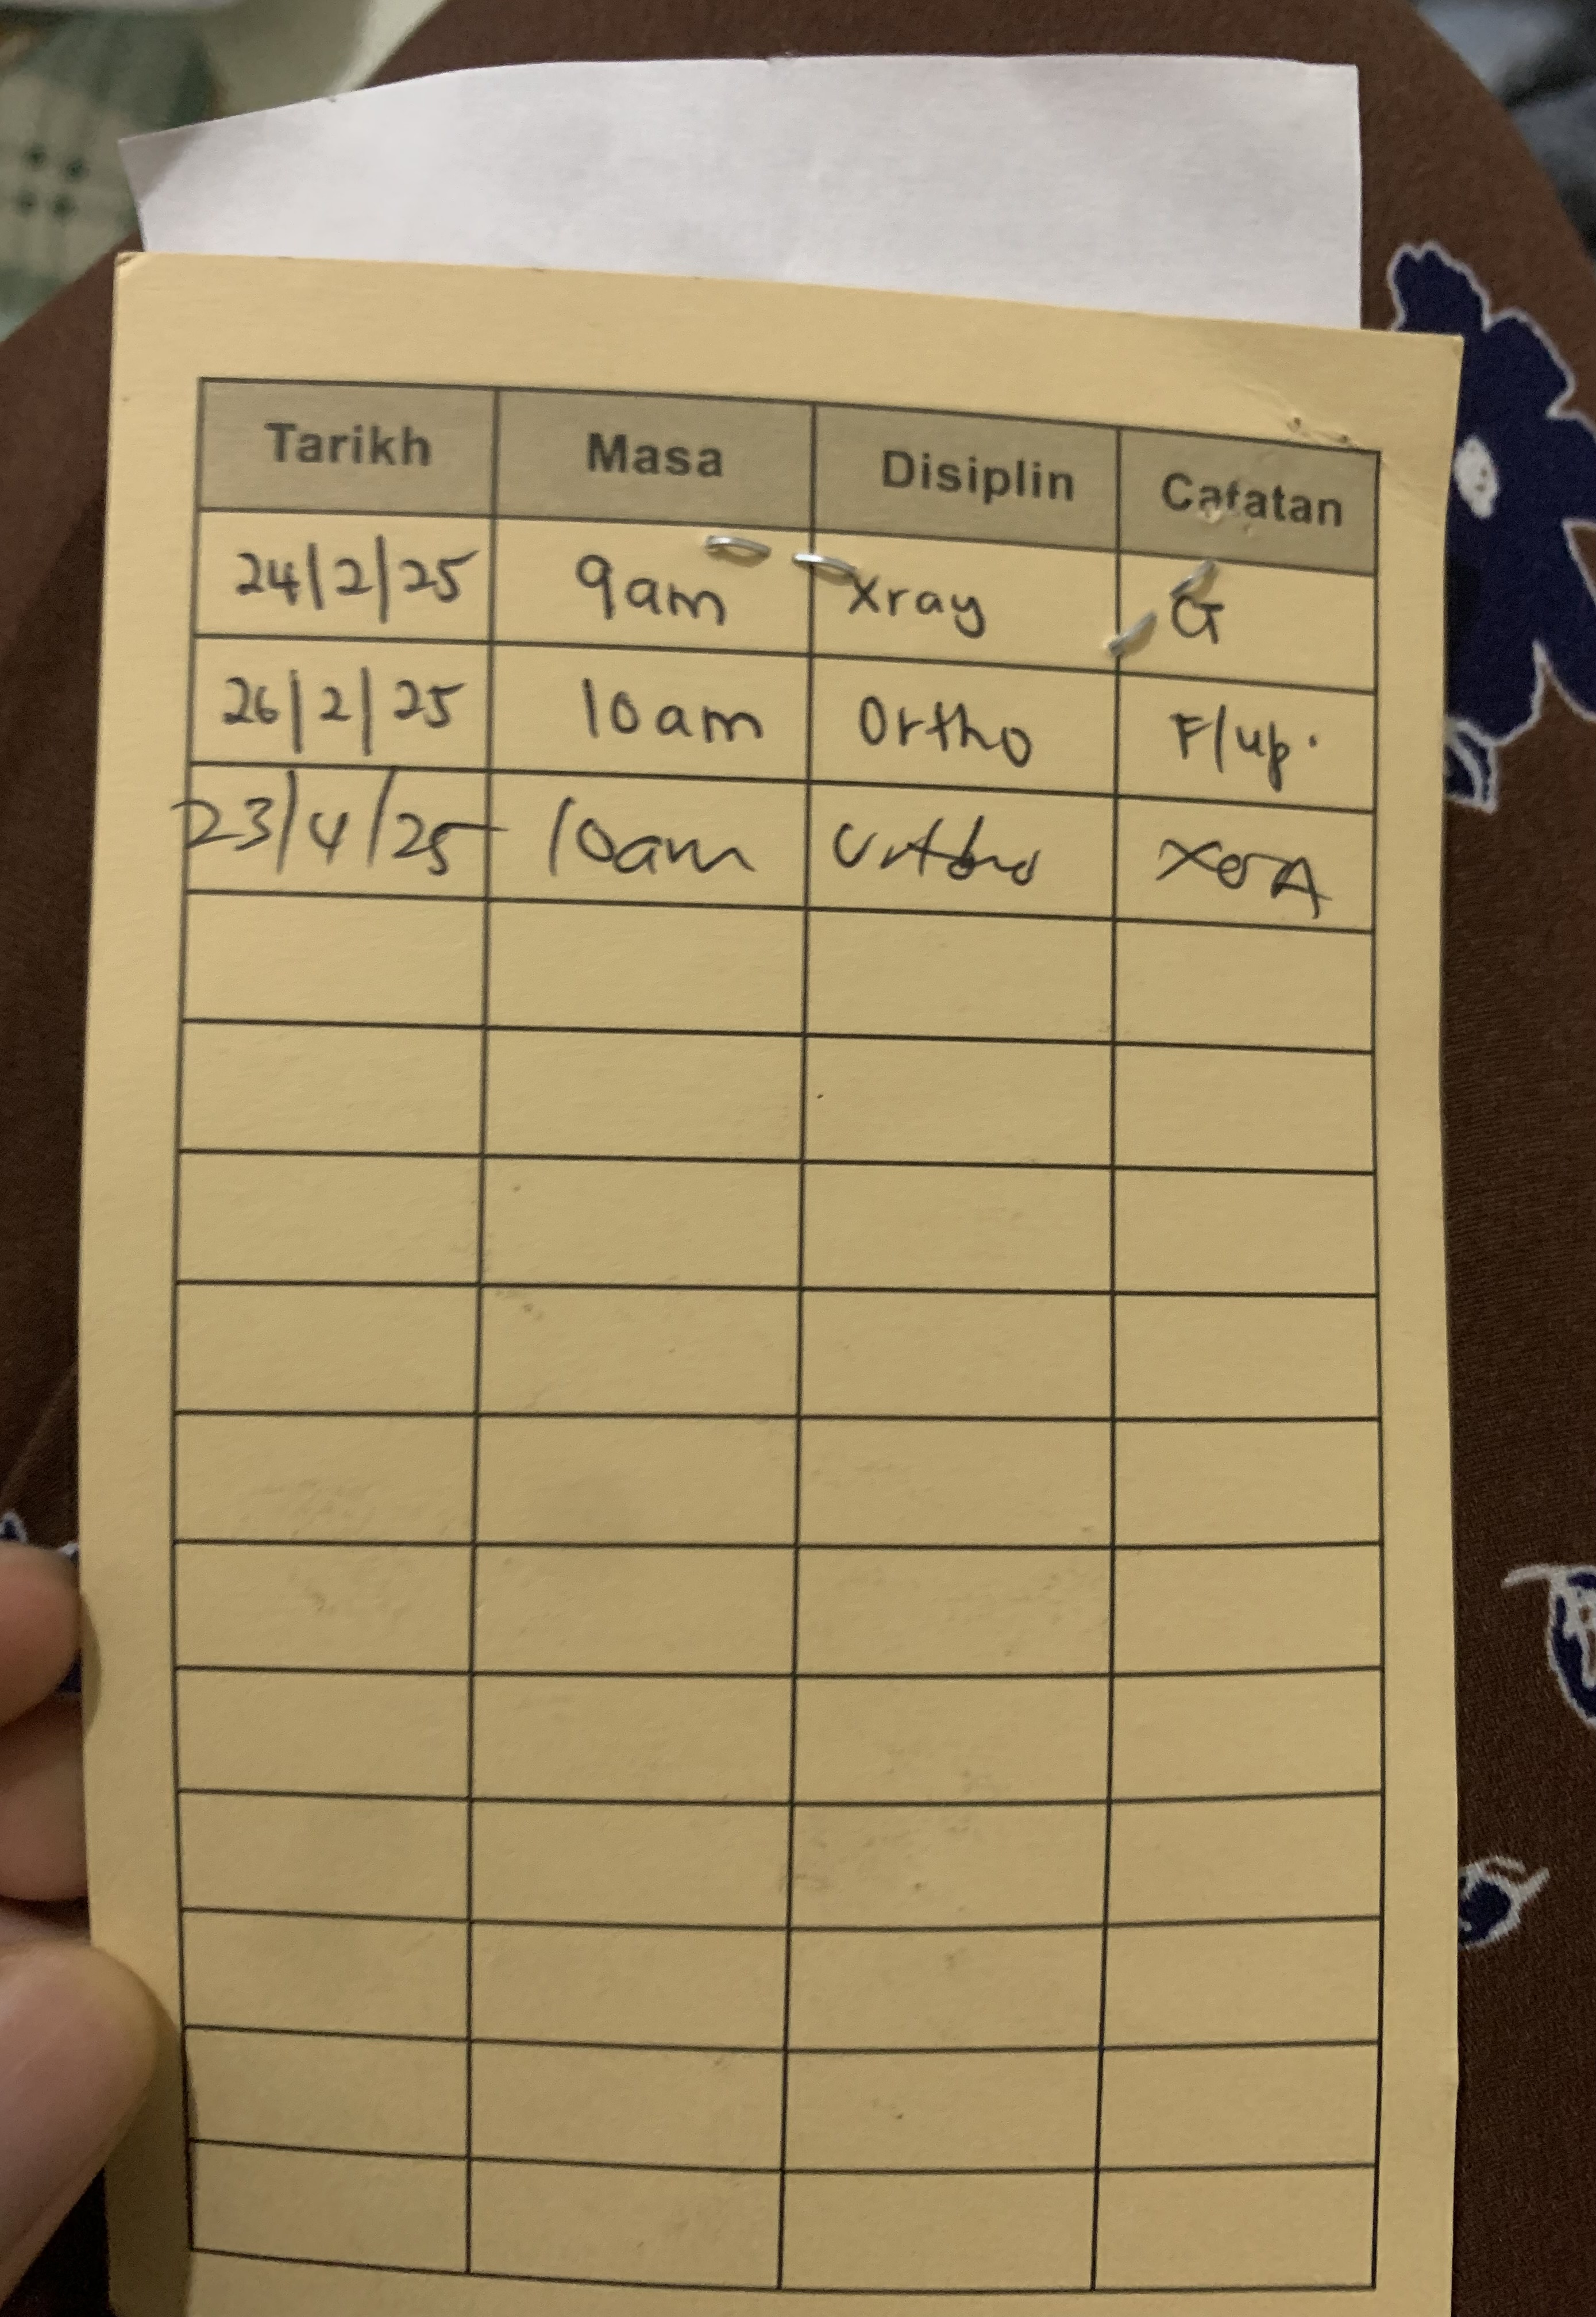 Tarikh Masa Disiplin Catatan
24/2/25 9am Xray G
26/2/25 10am Ortho F/up.
23/4/25 10am Ortho XOA